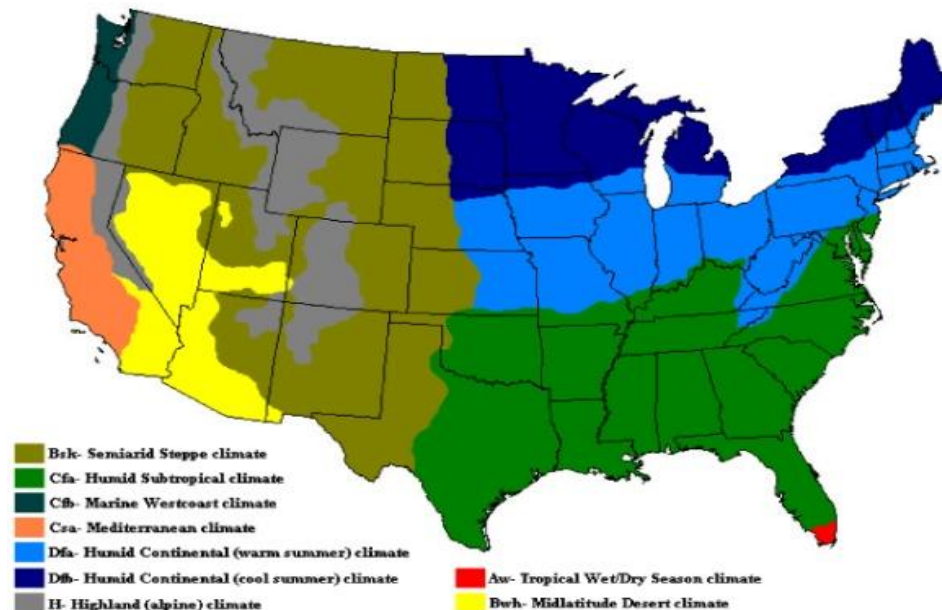 Bsk- Semiarid Steppe climate
Cfa- Humid Subtropical climate
Cfb- Marine Westcoast climate
Csa- Mediterranean climate
Dfa- Humid Continental (warm summer) climate
Dfb- Humid Continental (cool summer) climate
H- Highland (alpine) climate
Aw- Tropical Wet/Dry Season climate
Bwh- Midlatitude Desert climate